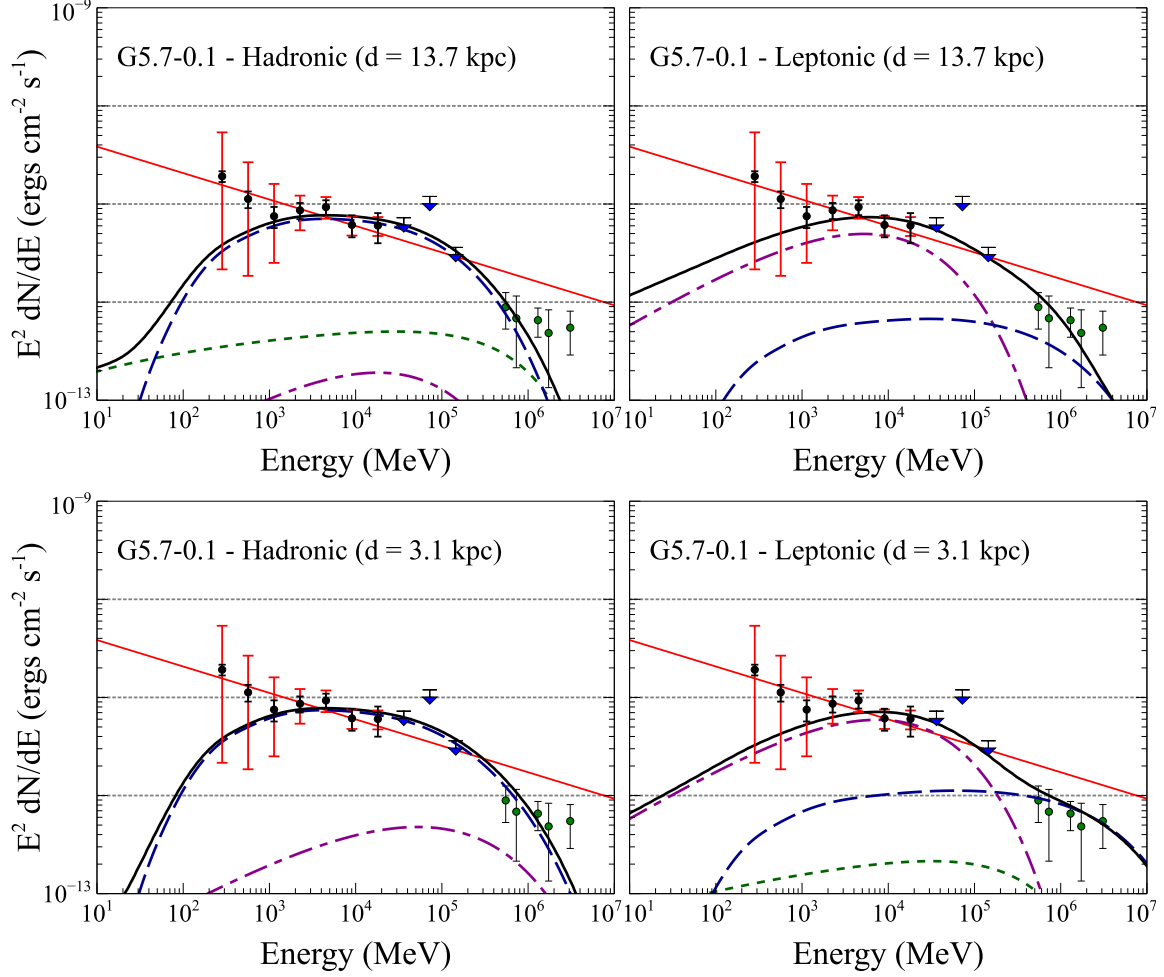 10⁻⁹
G5.7-0.1 - Hadronic (d = 13.7 kpc)
G5.7-0.1 - Leptonic (d = 13.7 kpc)
E² dN/dE (ergs cm⁻² s⁻¹)
10⁻¹³
10¹ 10² 10³ 10⁴ 10⁵ 10⁶ 10⁷
10¹ 10² 10³ 10⁴ 10⁵ 10⁶ 10⁷
Energy (MeV)
Energy (MeV)
10⁻⁹
G5.7-0.1 - Hadronic (d = 3.1 kpc)
G5.7-0.1 - Leptonic (d = 3.1 kpc)
E² dN/dE (ergs cm⁻² s⁻¹)
10⁻¹³
10¹ 10² 10³ 10⁴ 10⁵ 10⁶ 10⁷
10¹ 10² 10³ 10⁴ 10⁵ 10⁶ 10⁷
Energy (MeV)
Energy (MeV)